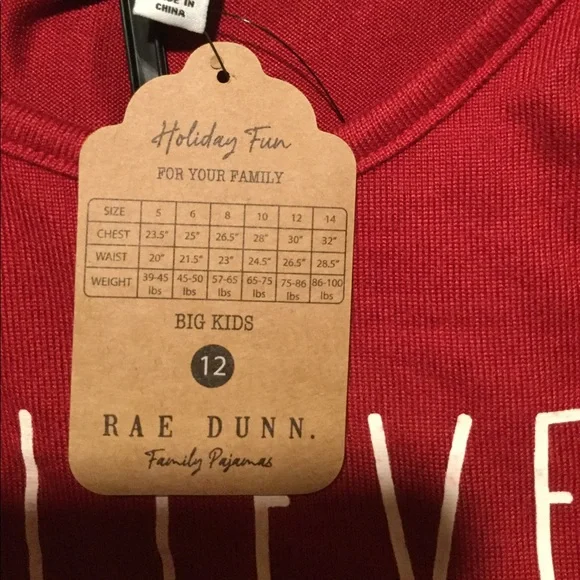 MADE IN
CHINA
Holiday Fun
FOR YOUR FAMILY
SIZE 5 6 8 10 12 14
CHEST 23.5" 25" 26.5" 28" 30" 32"
WAIST 20" 21.5" 23" 24.5" 26.5" 28.5"
WEIGHT 39-45 lbs 45-50 lbs 57-65 lbs 65-75 lbs 75-86 lbs 86-100 lbs
BIG KIDS
12
RAE DUNN.
Family Pajamas